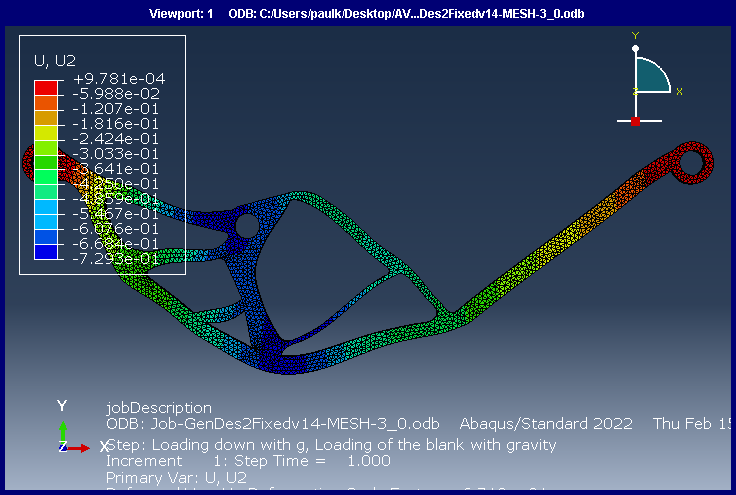 Viewport: 1 ODB: C:/Users/paulk/Desktop/AV...Des2Fixedv14-MESH-3_0.odb
U, U2
+9.781e-04
-5.988e-02
-1.207e-01
-1.816e-01
-2.424e-01
-3.033e-01
-3.641e-01
-4.250e-01
-4.859e-01
-5.467e-01
-6.076e-01
-6.684e-01
-7.293e-01
Y
Z X
Y
Z X
jobDescription
ODB: Job-GenDes2Fixedv14-MESH-3_0.odb Abaqus/Standard 2022 Thu Feb 15
Step: Loading down with g, Loading of the blank with gravity
Increment 1: Step Time = 1.000
Primary Var: U, U2